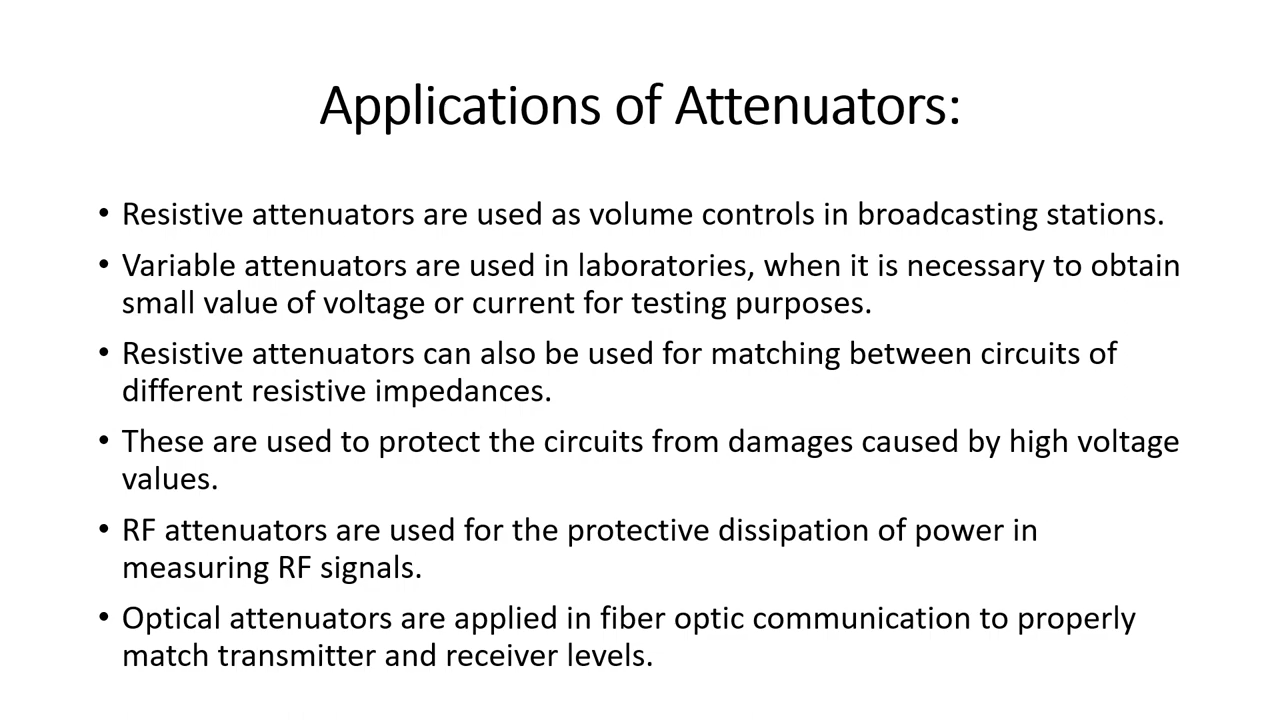 Applications of Attenuators:
• Resistive attenuators are used as volume controls in broadcasting stations.
• Variable attenuators are used in laboratories, when it is necessary to obtain
small value of voltage or current for testing purposes.
• Resistive attenuators can also be used for matching between circuits of
different resistive impedances.
• These are used to protect the circuits from damages caused by high voltage
values.
• RF attenuators are used for the protective dissipation of power in
measuring RF signals.
• Optical attenuators are applied in fiber optic communication to properly
match transmitter and receiver levels.